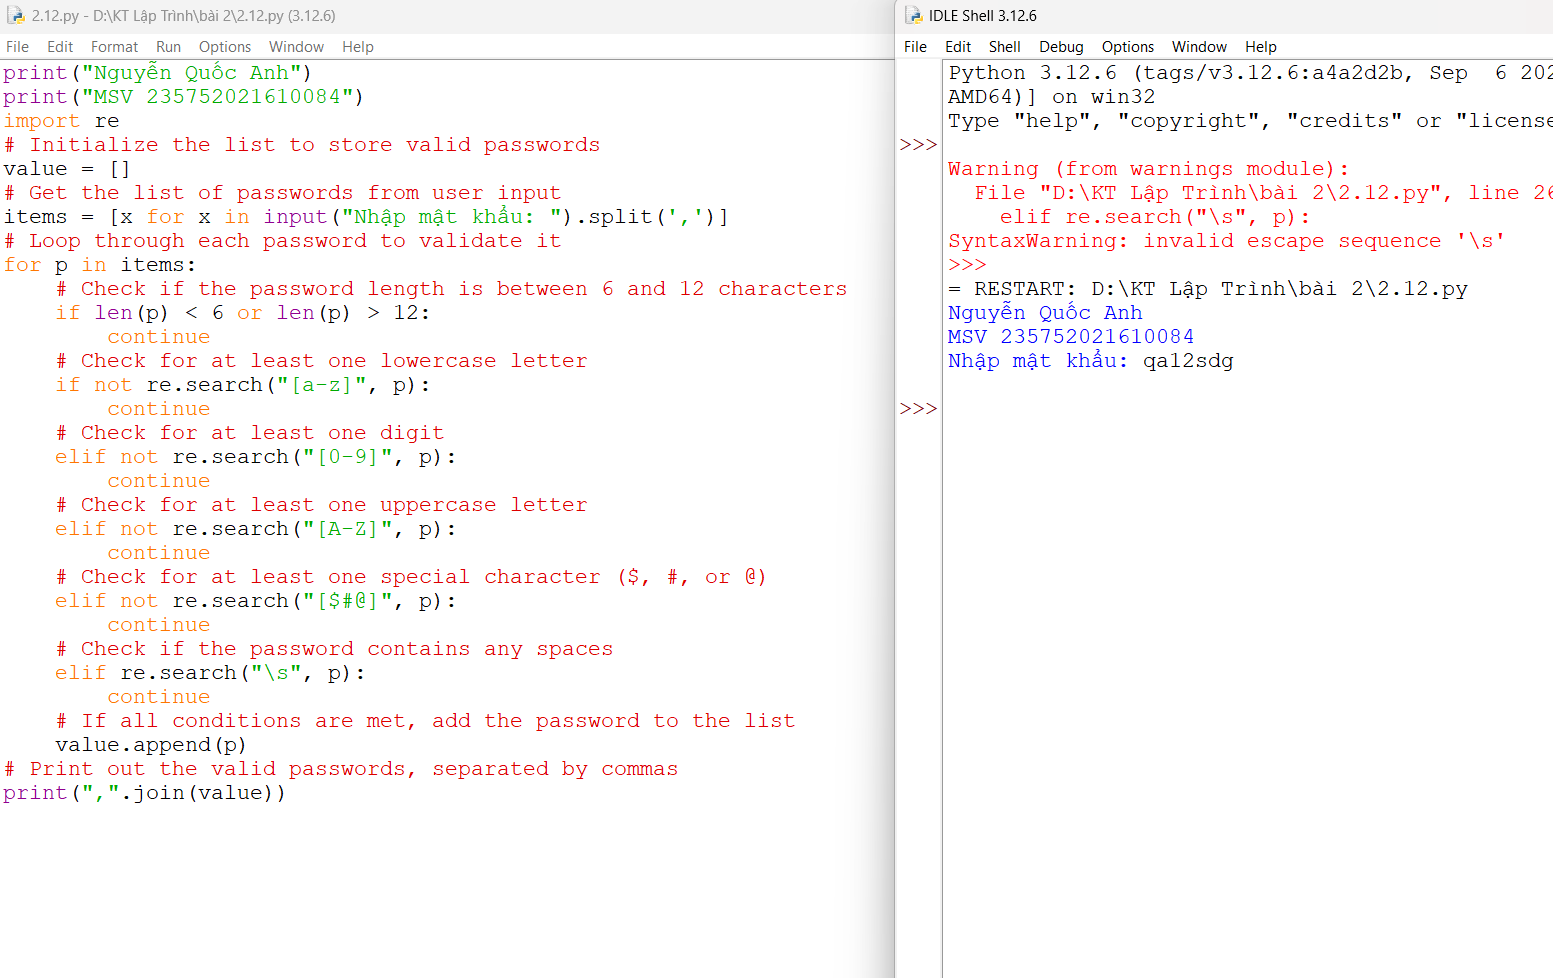 2.12.py - D:\KT Lập Trình\bài 2\2.12.py (3.12.6)
File Edit Format Run Options Window Help
print("Nguyễn Quốc Anh")
print("MSV 235752021610084")
import re
# Initialize the list to store valid passwords
value = []
# Get the list of passwords from user input
items = [x for x in input("Nhập mật khẩu: ").split(',')]
# Loop through each password to validate it
for p in items:
    # Check if the password length is between 6 and 12 characters
    if len(p) < 6 or len(p) > 12:
        continue
    # Check for at least one lowercase letter
    if not re.search("[a-z]", p):
        continue
    # Check for at least one digit
    elif not re.search("[0-9]", p):
        continue
    # Check for at least one uppercase letter
    elif not re.search("[A-Z]", p):
        continue
    # Check for at least one special character ($, #, or @)
    elif not re.search("[$#@]", p):
        continue
    # Check if the password contains any spaces
    elif re.search("\s", p):
        continue
    # If all conditions are met, add the password to the list
    value.append(p)
# Print out the valid passwords, separated by commas
print(",".join(value))
IDLE Shell 3.12.6
File Edit Shell Debug Options Window Help
Python 3.12.6 (tags/v3.12.6:a4a2d2b, Sep  6 202
AMD64)] on win32
Type "help", "copyright", "credits" or "license
>>>
Warning (from warnings module):
  File "D:\KT Lập Trình\bài 2\2.12.py", line 26
    elif re.search("\s", p):
SyntaxWarning: invalid escape sequence '\s'
>>>
= RESTART: D:\KT Lập Trình\bài 2\2.12.py
Nguyễn Quốc Anh
MSV 235752021610084
Nhập mật khẩu: qa12sdg
>>>